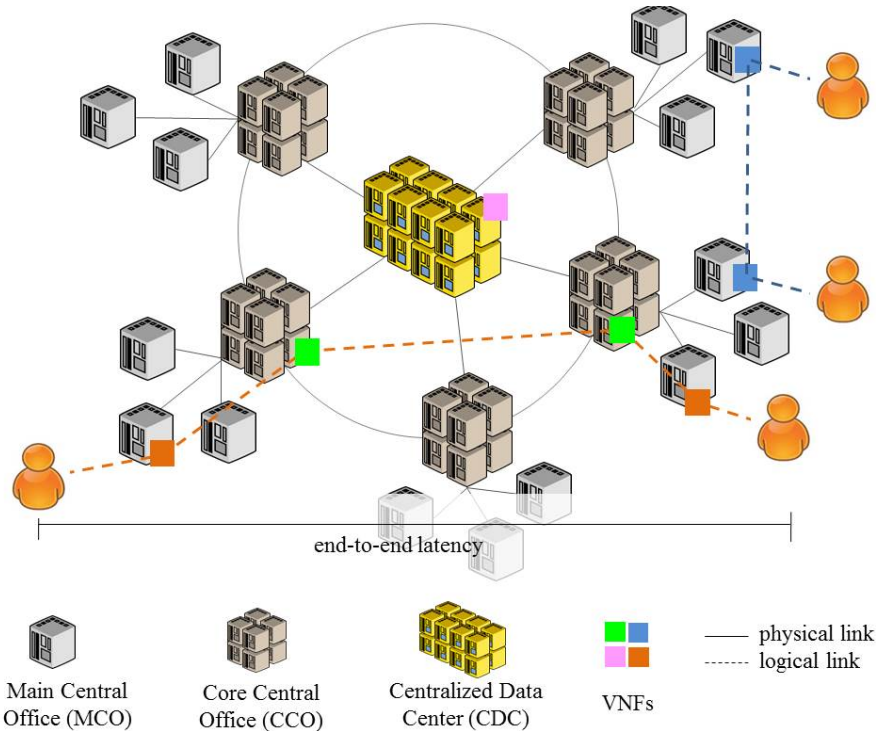 end-to-end latency
Main Central
Office (MCO)
Core Central
Office (CCO)
Centralized Data
Center (CDC)
VNFs
physical link
logical link